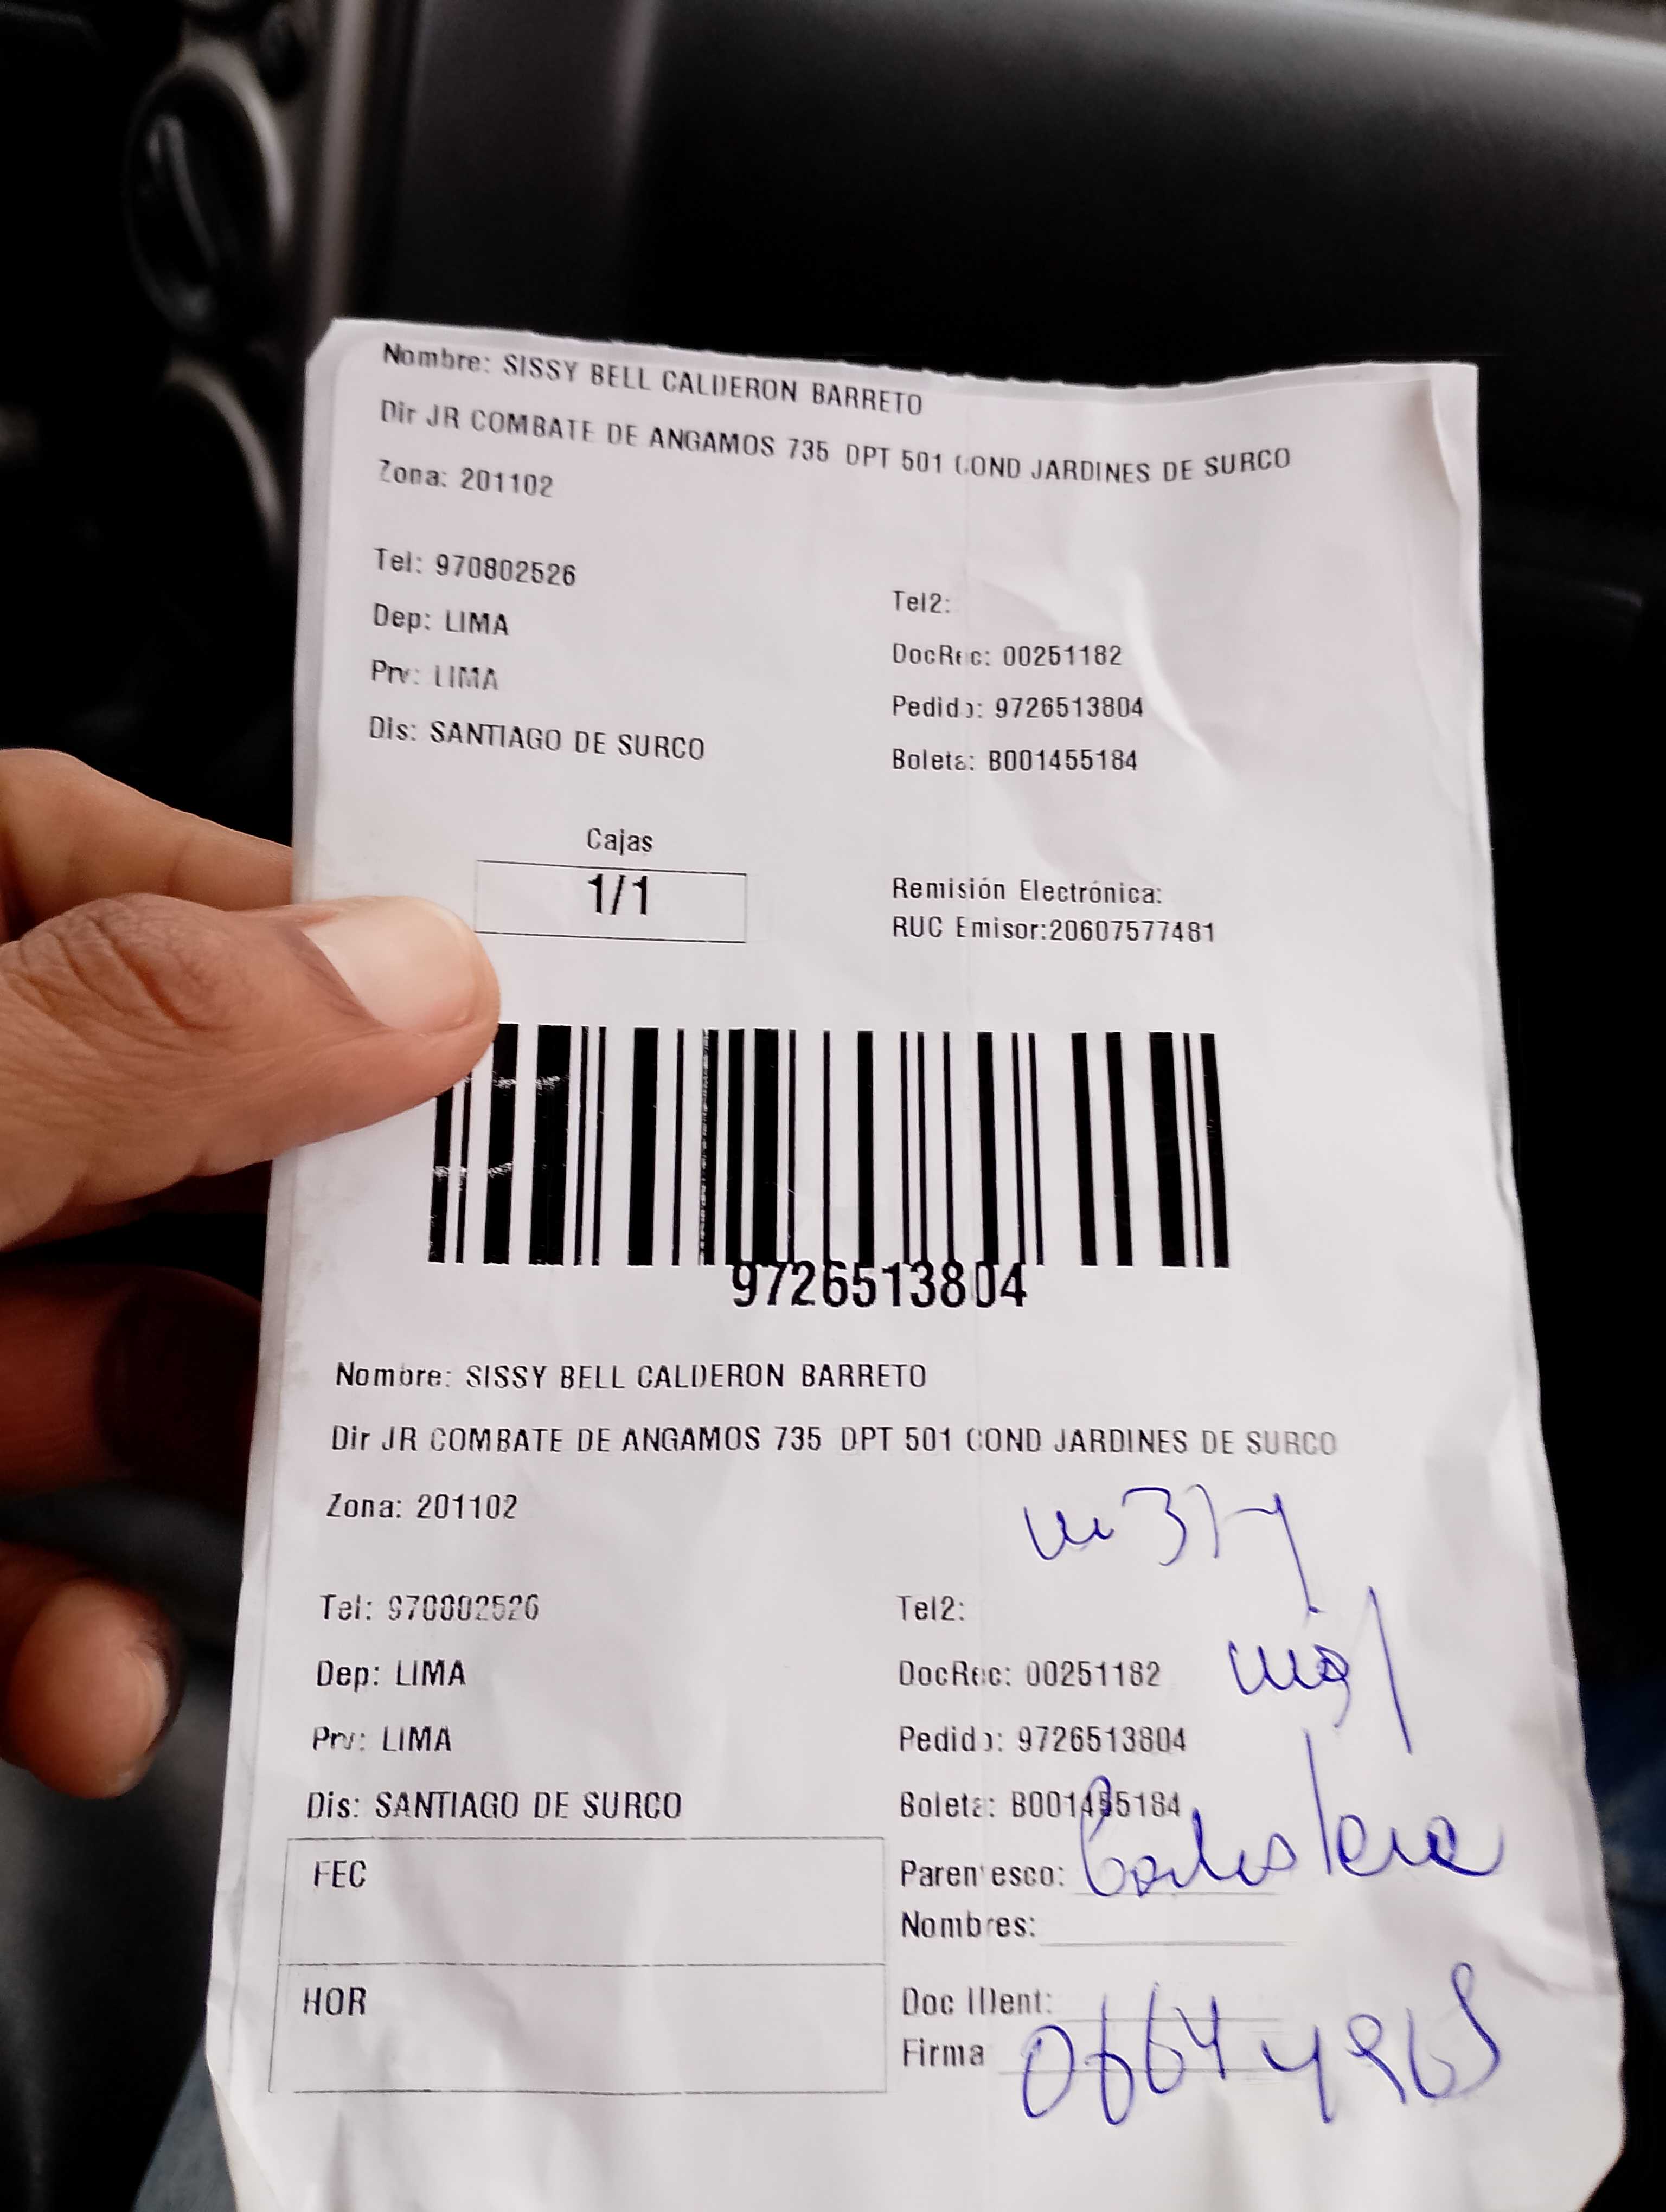 Nombre: SISSY BELL CALDERON BARRETO
Dir JR COMBATE DE ANGAMOS 735 DPT 501 COND JARDINES DE SURCO
Zona: 201102
Tel: 970802526
Tel2:
Dep: LIMA
DocRec: 00251182
Prv: LIMA
Pedido: 9726513804
Dis: SANTIAGO DE SURCO
Boleta: B001455184
Cajas
1/1
Remisión Electrónica:
RUC Emisor:20607577481
9726513804
Nombre: SISSY BELL CALDERON BARRETO
Dir JR COMBATE DE ANGAMOS 735 DPT 501 COND JARDINES DE SURCO
Zona: 201102
Tel: 970802526
Tel2:
Dep: LIMA
DocRec: 00251182
Prv: LIMA
Pedido: 9726513804
Dis: SANTIAGO DE SURCO
Boleta: B001455184
FEC
Parentesco:
Nombres:
HOR
Doc IDent:
Firma